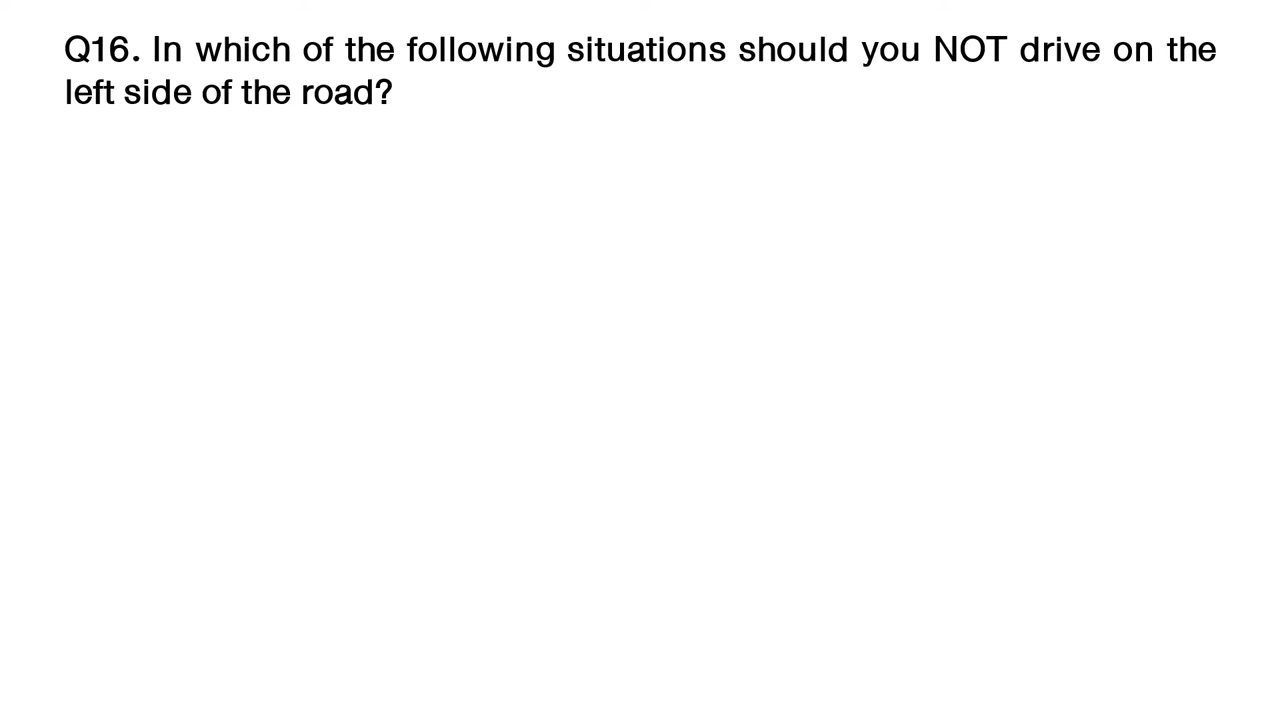 Q16. In which of the following situations should you NOT drive on the
left side of the road?